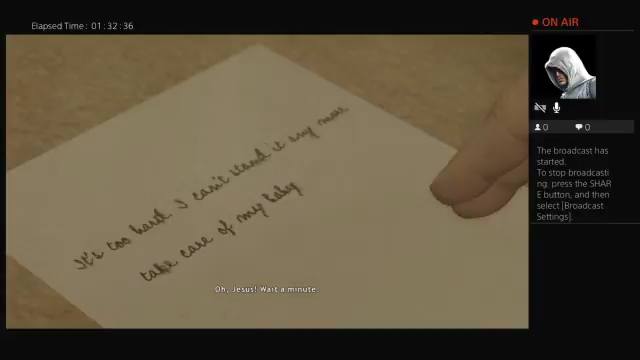 Elapsed Time : 01:32:36
ON AIR
It's too hard. I can't stand it any more
take care of my baby
Oh, Jesus! Wait a minute.
0
0
The broadcast has
started.
To stop broadcasti
ng, press the SHAR
E button, and then
select [Broadcast
Settings].